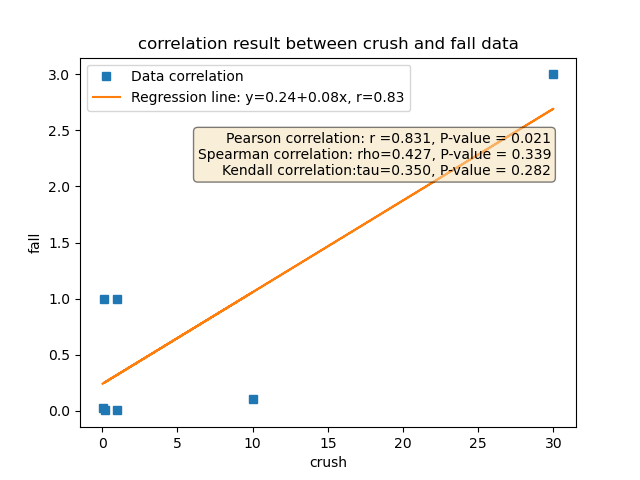 correlation result between crush and fall data
Data correlation
Regression line: y=0.24+0.08x, r=0.83
Pearson correlation: r =0.831, P-value = 0.021
Spearman correlation: rho=0.427, P-value = 0.339
Kendall correlation:tau=0.350, P-value = 0.282
3.0
2.5
2.0
1.5
1.0
0.5
0.0
fall
0 5 10 15 20 25 30
crush